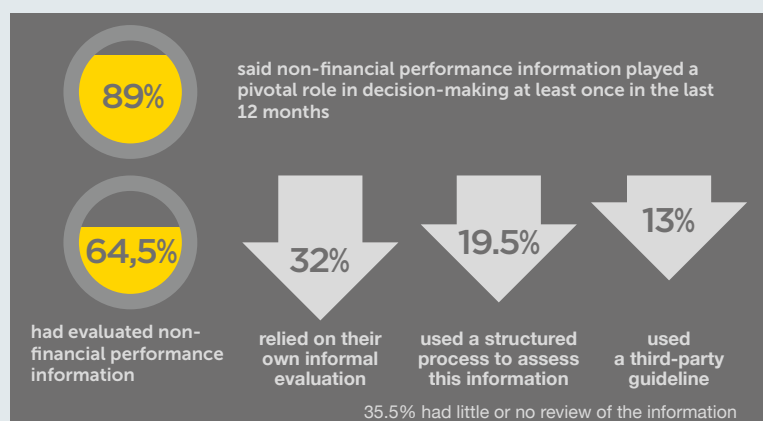 89%
said non-financial performance information played a
pivotal role in decision-making at least once in the last
12 months
64,5%
had evaluated non-
financial performance
information
32%
relied on their
own informal
evaluation
19.5%
used a structured
process to assess
this information
13%
used
a third-party
guideline
35.5% had little or no review of the information